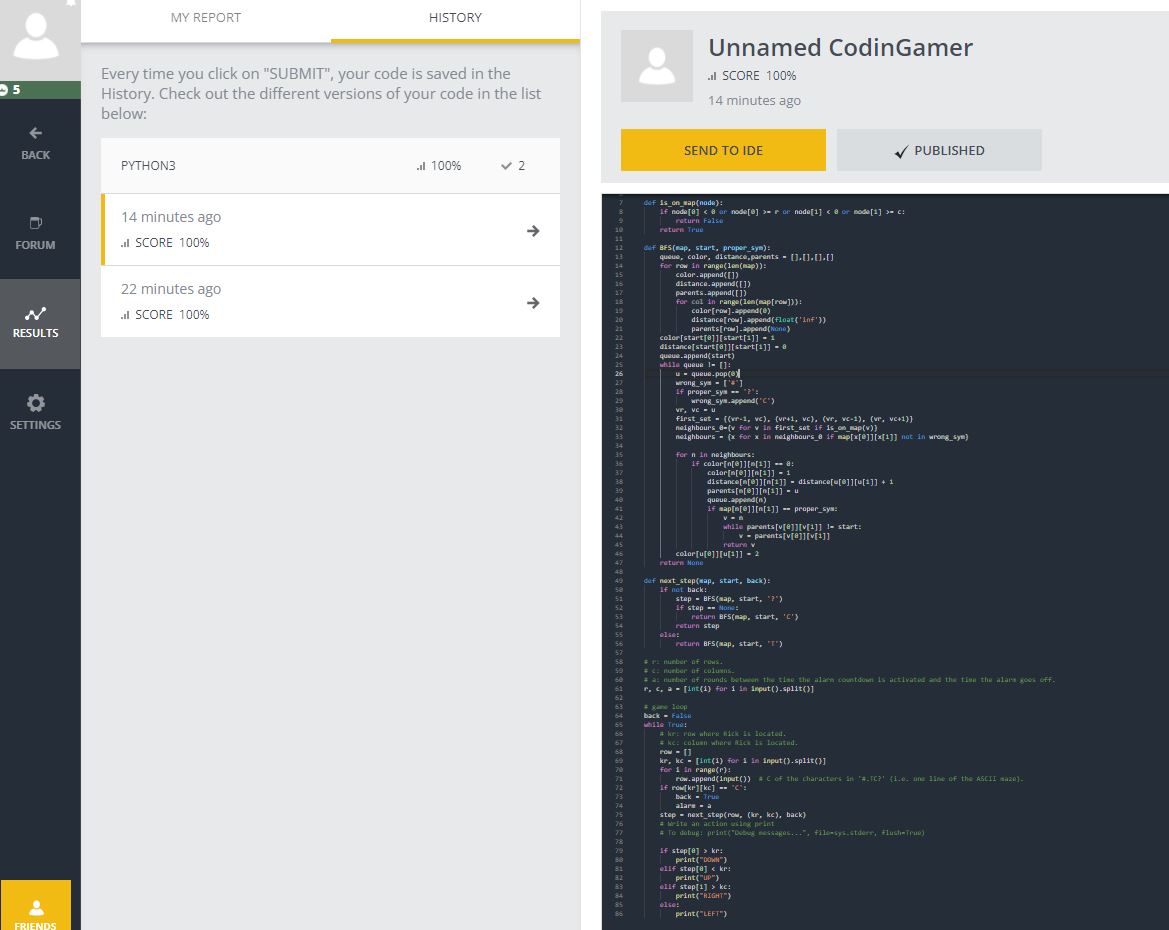 5
BACK
FORUM
RESULTS
SETTINGS
FRIENDS
MY REPORT
HISTORY
Every time you click on "SUBMIT", your code is saved in the
History. Check out the different versions of your code in the list
below:
PYTHON3 100% 2
14 minutes ago
SCORE 100%
22 minutes ago
SCORE 100%
Unnamed CodinGamer
SCORE 100%
14 minutes ago
SEND TO IDE
PUBLISHED
7 def is_on_map(node):
8 if node[0] < 0 or node[0] >= r or node[1] < 0 or node[1] >= c:
9 return False
10 return True
11
12 def BFS(map, start, proper_sym):
13 queue, color, distance,parents = [],[],[],[]
14 for row in range(len(map)):
15 color.append([])
16 distance.append([])
17 parents.append([])
18 for col in range(len(map[row])):
19 color[row].append(0)
20 distance[row].append(float('inf'))
21 parents[row].append(None)
22 color[start[0]][start[1]] = 1
23 distance[start[0]][start[1]] = 0
24 queue.append(start)
25 while queue != []:
26 u = queue.pop(0)
27 wrong_sym = ['#']
28 if proper_sym == '?':
29 wrong_sym.append('C')
30 vr, vc = u
31 first_set = {(vr-1, vc), (vr+1, vc), (vr, vc-1), (vr, vc+1)}
32 neighbours_0={v for v in first_set if is_on_map(v)}
33 neighbours = {x for x in neighbours_0 if map[x[0]][x[1]] not in wrong_sym}
34
35 for n in neighbours:
36 if color[n[0]][n[1]] == 0:
37 color[n[0]][n[1]] = 1
38 distance[n[0]][n[1]] = distance[u[0]][u[1]] + 1
39 parents[n[0]][n[1]] = u
40 queue.append(n)
41 if map[n[0]][n[1]] == proper_sym:
42 v = n
43 while parents[v[0]][v[1]] != start:
44 v = parents[v[0]][v[1]]
45 return v
46 color[u[0]][u[1]] = 2
47 return None
48
49 def next_step(map, start, back):
50 if not back:
51 step = BFS(map, start, '?')
52 if step == None:
53 return BFS(map, start, 'C')
54 return step
55 else:
56 return BFS(map, start, 'T')
57
58 # r: number of rows.
59 # c: number of columns.
60 # a: number of rounds between the time the alarm countdown is activated and the time the alarm goes off.
61 r, c, a = [int(i) for i in input().split()]
62
63 # game loop
64 back = False
65 while True:
66 # kr: row where Rick is located.
67 # kc: column where Rick is located.
68 row = []
69 kr, kc = [int(i) for i in input().split()]
70 for i in range(r):
71 row.append(input()) # C of the characters in '#.TC?' (i.e. one line of the ASCII maze).
72 if row[kr][kc] == 'C':
73 back = True
74 alarm = a
75 step = next_step(row, (kr, kc), back)
76 # Write an action using print
77 # To debug: print("Debug messages...", file=sys.stderr, flush=True)
78
79 if step[0] > kr:
80 print("DOWN")
81 elif step[0] < kr:
82 print("UP")
83 elif step[1] > kc:
84 print("RIGHT")
85 else:
86 print("LEFT")